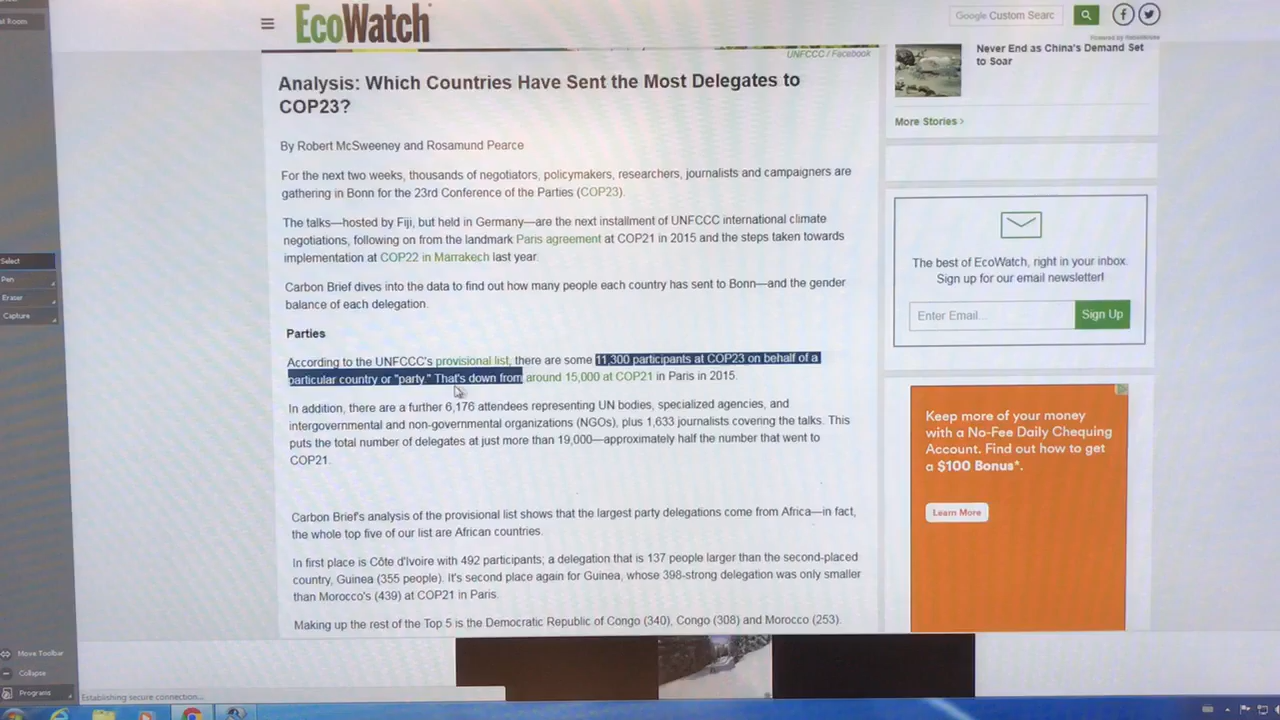 st Room
EcoWatch
Google Custom Searc
UNFCCC / Facebook
Never End as China's Demand Set
to Soar
More Stories >
Analysis: Which Countries Have Sent the Most Delegates to
COP23?
By Robert McSweeney and Rosamund Pearce
For the next two weeks, thousands of negotiators, policymakers, researchers, journalists and campaigners are
gathering in Bonn for the 23rd Conference of the Parties (COP23).
The talks—hosted by Fiji, but held in Germany—are the next installment of UNFCCC international climate
negotiations, following on from the landmark Paris agreement at COP21 in 2015 and the steps taken towards
implementation at COP22 in Marrakech last year.
Carbon Brief dives into the data to find out how many people each country has sent to Bonn—and the gender
balance of each delegation.
Parties
According to the UNFCCC's provisional list, there are some 11,300 participants at COP23 on behalf of a
particular country or "party." That's down from around 15,000 at COP21 in Paris in 2015.
In addition, there are a further 6,176 attendees representing UN bodies, specialized agencies, and
intergovernmental and non-governmental organizations (NGOs), plus 1,633 journalists covering the talks. This
puts the total number of delegates at just more than 19,000—approximately half the number that went to
COP21.
Carbon Brief's analysis of the provisional list shows that the largest party delegations come from Africa—in fact,
the whole top five of our list are African countries.
In first place is Côte d'Ivoire with 492 participants; a delegation that is 137 people larger than the second-placed
country, Guinea (355 people). It's second place again for Guinea, whose 398-strong delegation was only smaller
than Morocco's (439) at COP21 in Paris.
Making up the rest of the Top 5 is the Democratic Republic of Congo (340), Congo (308) and Morocco (253).
The best of EcoWatch, right in your inbox.
Sign up for our email newsletter!
Enter Email...
Sign Up
Keep more of your money
with a No-Fee Daily Chequing
Account. Find out how to get
a $100 Bonus*.
Learn More
Select
Pen
Eraser
Capture
Move Toolbar
Collapse
Programs
Establishing secure connection...